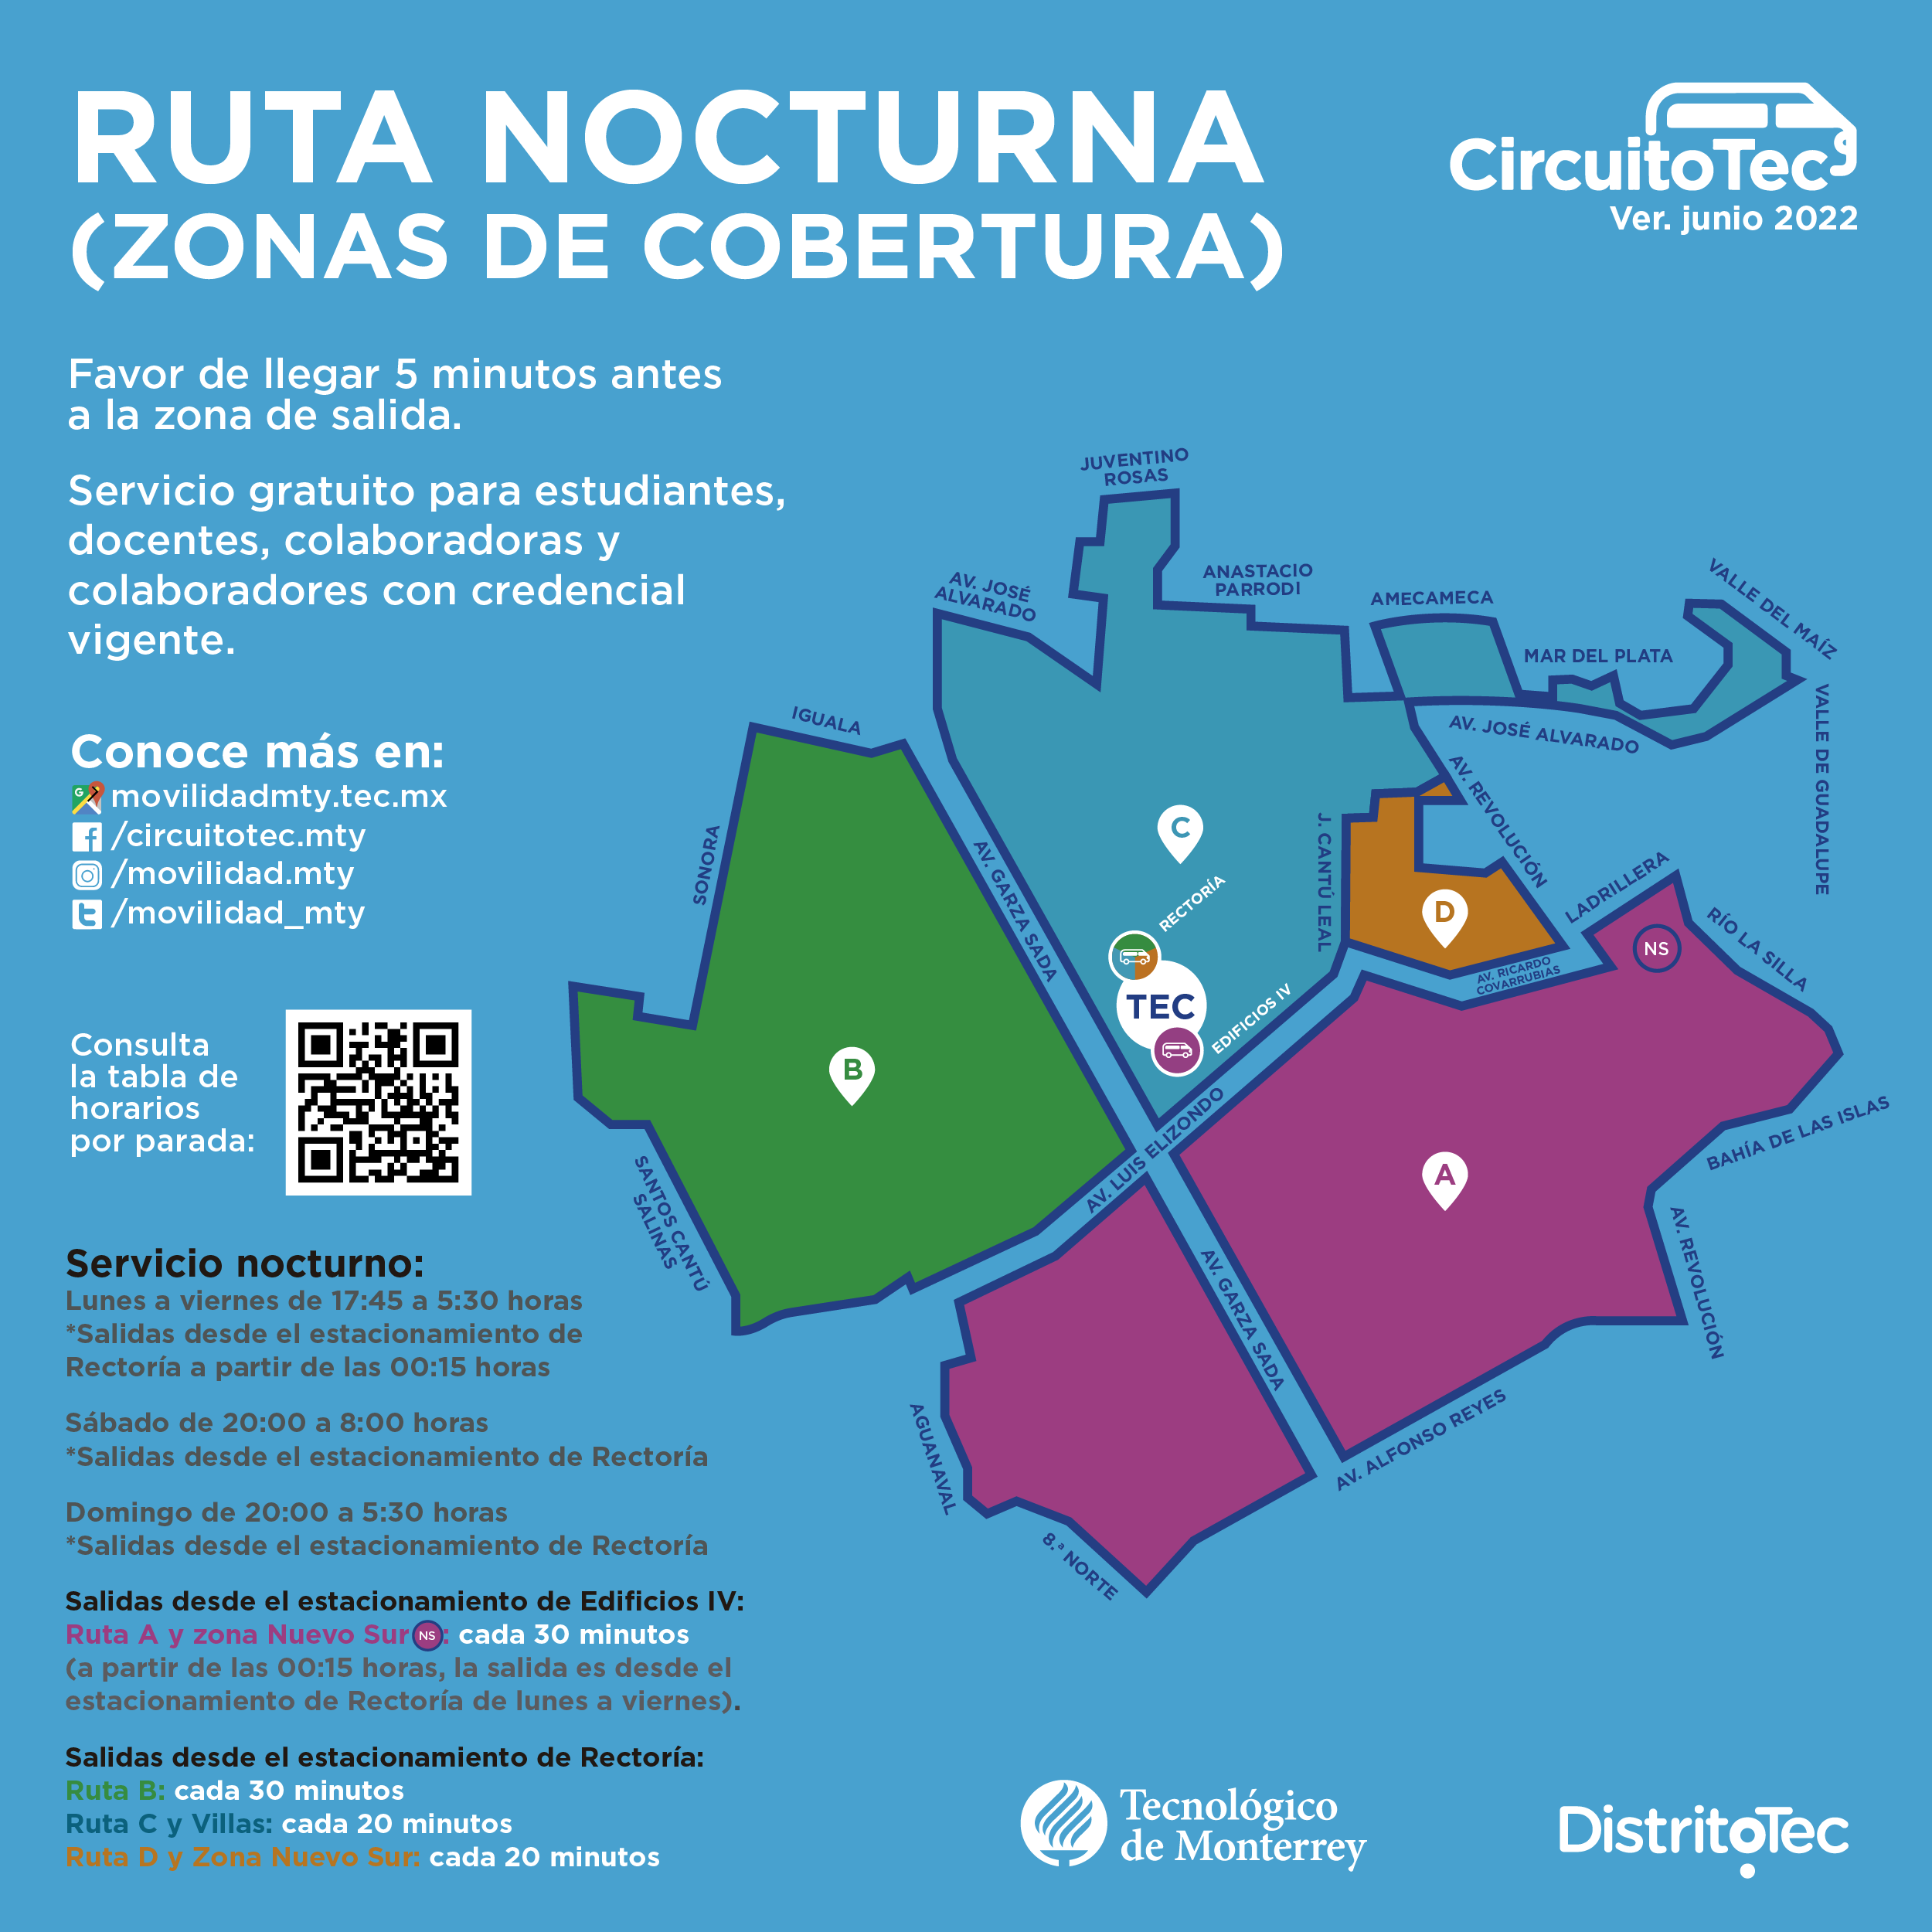 RUTA NOCTURNA
(ZONAS DE COBERTURA)
CircuitoTec
Ver. junio 2022
Favor de llegar 5 minutos antes
a la zona de salida.
Servicio gratuito para estudiantes,
docentes, colaboradoras y
colaboradores con credencial
vigente.
Conoce más en:
movilidadmty.tec.mx
/circuitotec.mty
/movilidad.mty
/movilidad_mty
Consulta
la tabla de
horarios
por parada:
Servicio nocturno:
Lunes a viernes de 17:45 a 5:30 horas
*Salidas desde el estacionamiento de
Rectoría a partir de las 00:15 horas
Sábado de 20:00 a 8:00 horas
*Salidas desde el estacionamiento de Rectoría
Domingo de 20:00 a 5:30 horas
*Salidas desde el estacionamiento de Rectoría
Salidas desde el estacionamiento de Edificios IV:
Ruta A y zona Nuevo Sur NS: cada 30 minutos
(a partir de las 00:15 horas, la salida es desde el
estacionamiento de Rectoría de lunes a viernes).
Salidas desde el estacionamiento de Rectoría:
Ruta B: cada 30 minutos
Ruta C y Villas: cada 20 minutos
Ruta D y Zona Nuevo Sur: cada 20 minutos
JUVENTINO
ROSAS
AV. JOSÉ
ALVARADO
ANASTACIO
PARRODI
AMECAMECA
VALLE DEL MAÍZ
MAR DEL PLATA
VALLE DE GUADALUPE
AV. JOSÉ ALVARADO
IGUALA
SONORA
AV. GARZA SADA
C
RECTORÍA
J. CANTÚ LEAL
AV. REVOLUCIÓN
D
LADRILLERA
NS
RÍO LA SILLA
AV. RICARDO
COVARRUBIAS
TEC
EDIFICIOS IV
B
AV. LUIS ELIZONDO
BAHÍA DE LAS ISLAS
A
SANTOS CANTÚ
SALINAS
AV. GARZA SADA
AV. REVOLUCIÓN
AGUANAVAL
AV. ALFONSO REYES
8.ª NORTE
Tecnológico
de Monterrey
DistritoTec